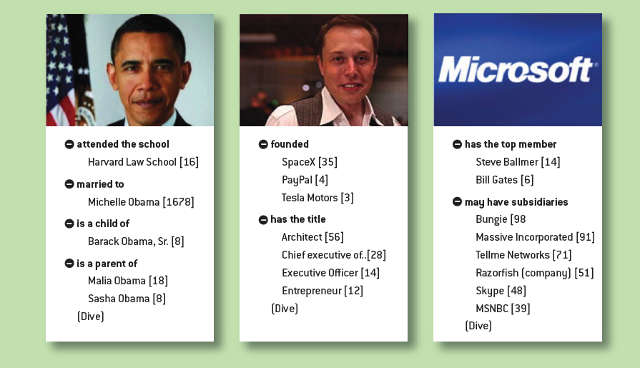 attended the school
Harvard Law School [16]
married to
Michelle Obama [1678]
is a child of
Barack Obama, Sr. [8]
is a parent of
Malia Obama [18]
Sasha Obama [8]
(Dive)
founded
SpaceX [35]
PayPal [4]
Tesla Motors [3]
has the title
Architect [56]
Chief executive of..[28]
Executive Officer [14]
Entrepreneur [12]
(Dive)
Microsoft
has the top member
Steve Ballmer [14]
Bill Gates [6]
may have subsidiaries
Bungie [98
Massive Incorporated [91]
Tellme Networks [71]
Razorfish (company) [51]
Skype [48]
MSNBC [39]
(Dive)